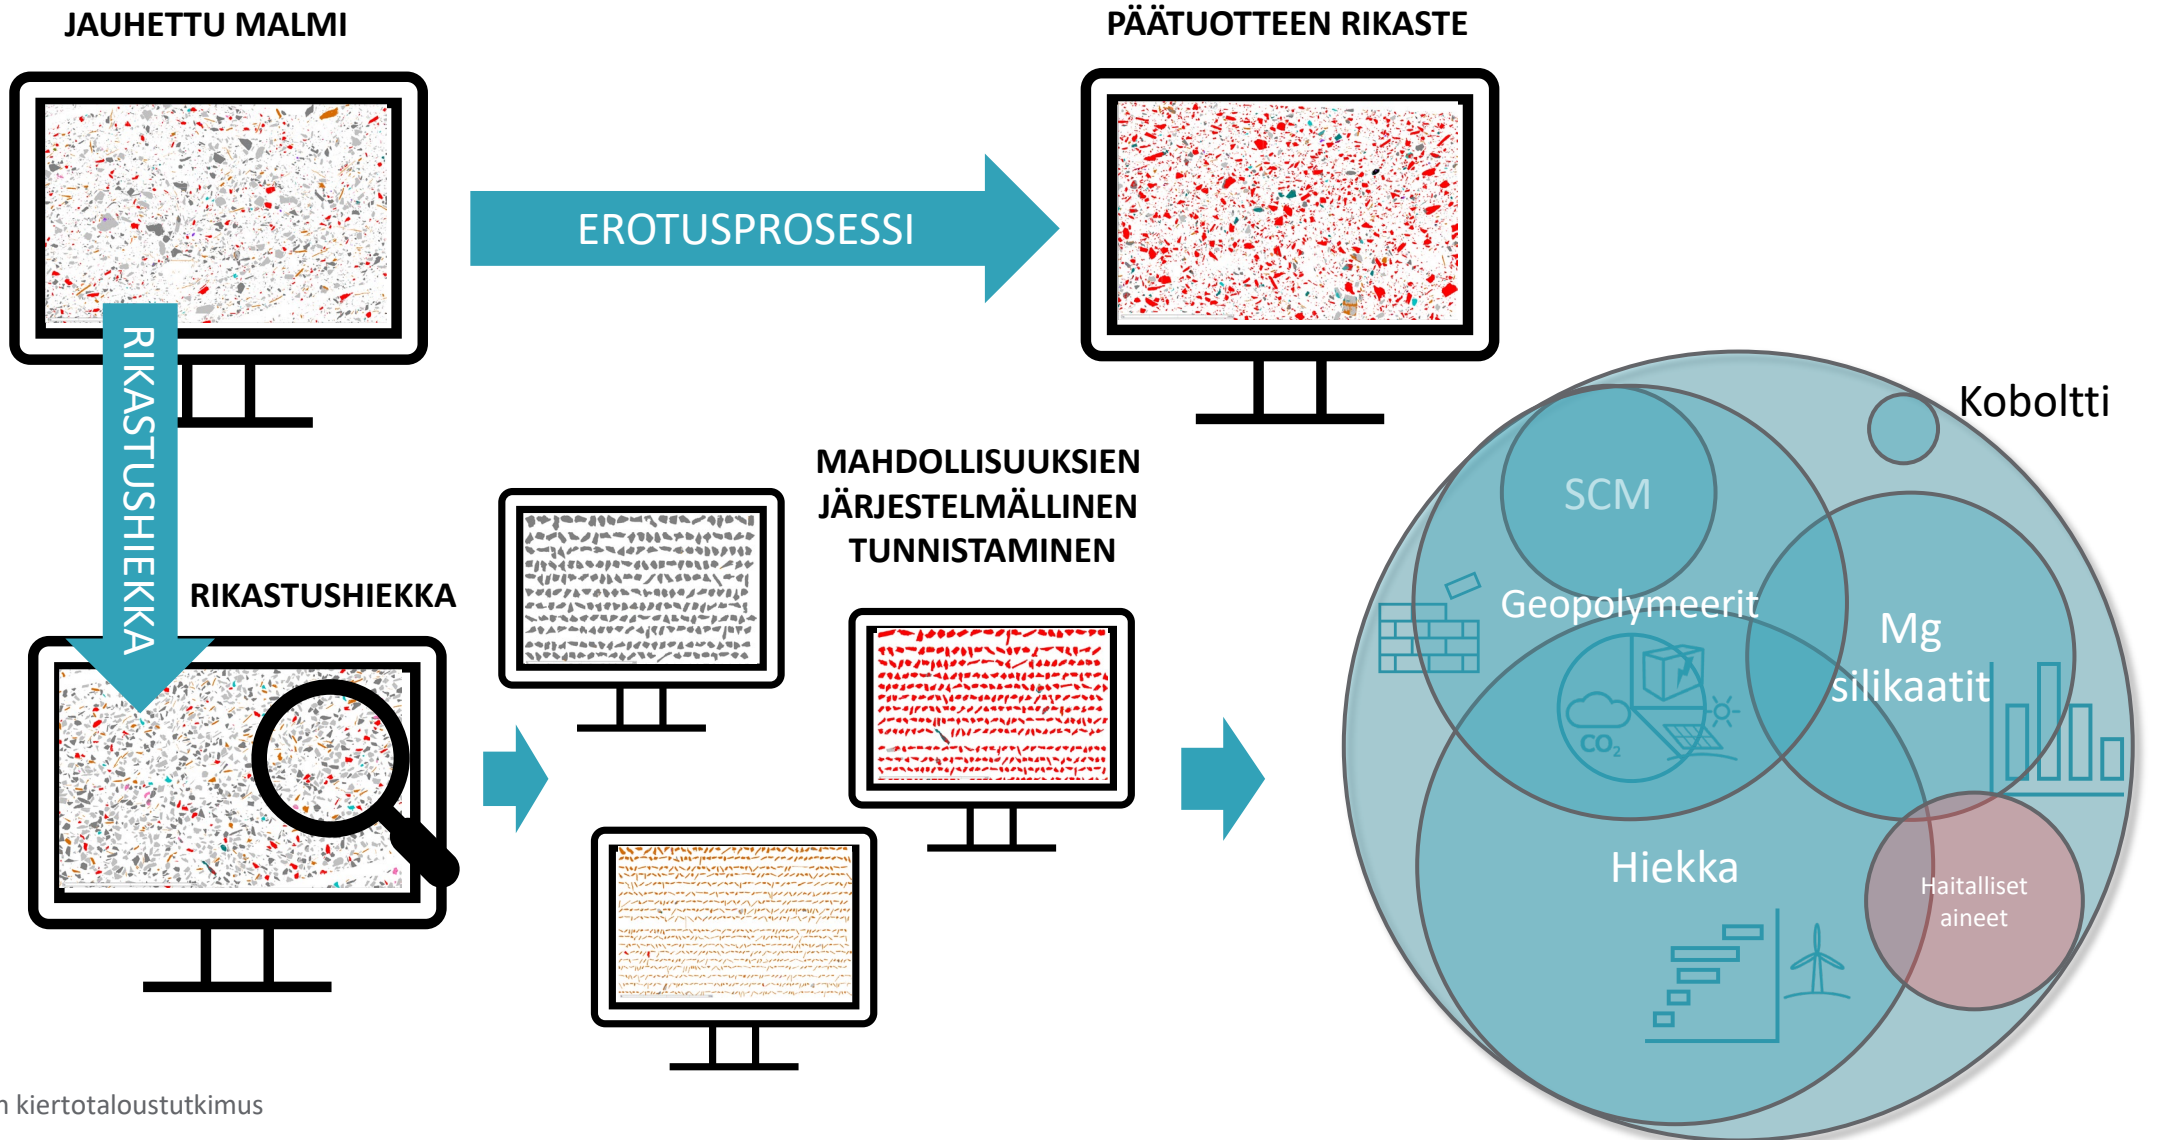 JAUHETTU MALMI
PÄÄTUOTTEEN RIKASTE
EROTUSPROSESSI
RIKASTUSHIEKKA
RIKASTUSHIEKKA
MAHDOLLISUUKSIEN
JÄRJESTELMÄLLINEN
TUNNISTAMINEN
Koboltti
SCM
Geopolymeerit
Mg
silikaatit
CO₂
Hiekka
Haitalliset
aineet
kiertotaloustutkimus